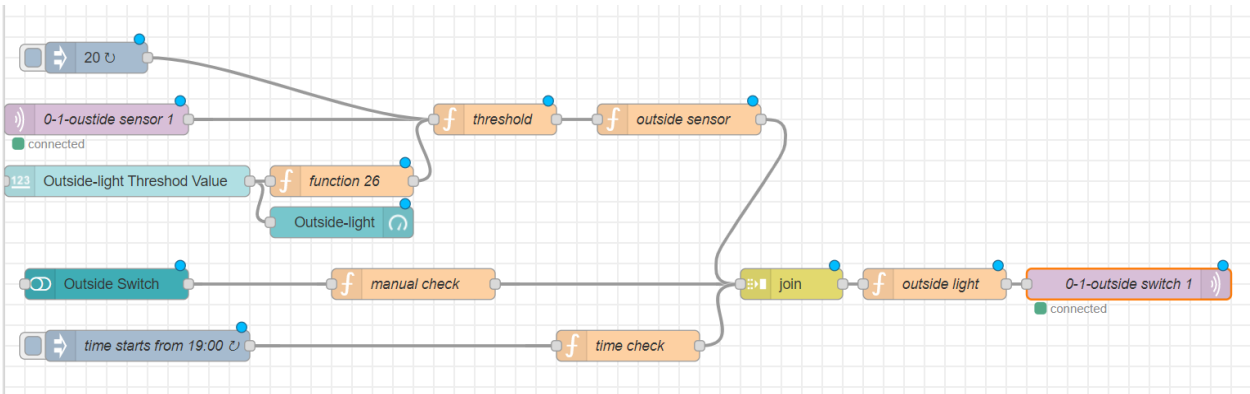 20 ↻
0-1-oustide sensor 1
connected
threshold
outside sensor
123
Outside-light Threshod Value
function 26
Outside-light
Outside Switch
manual check
join
outside light
0-1-outside switch 1
connected
time starts from 19:00 ↻
time check